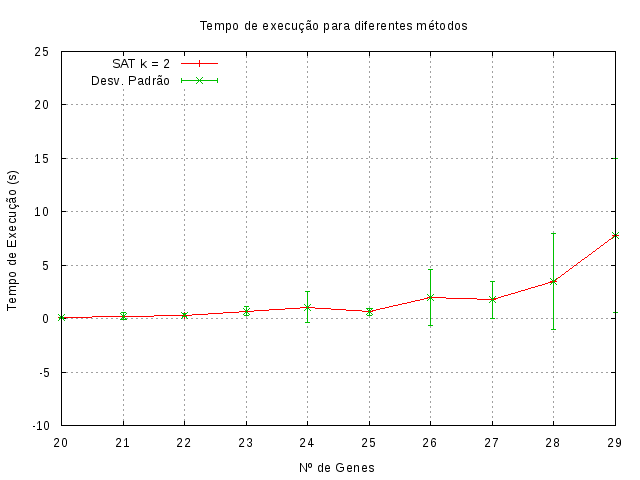 Tempo de execução para diferentes métodos
SAT k = 2
Desv. Padrão
25
20
15
10
5
0
-5
-10
Tempo de Execução (s)
20 21 22 23 24 25 26 27 28 29
Nº de Genes